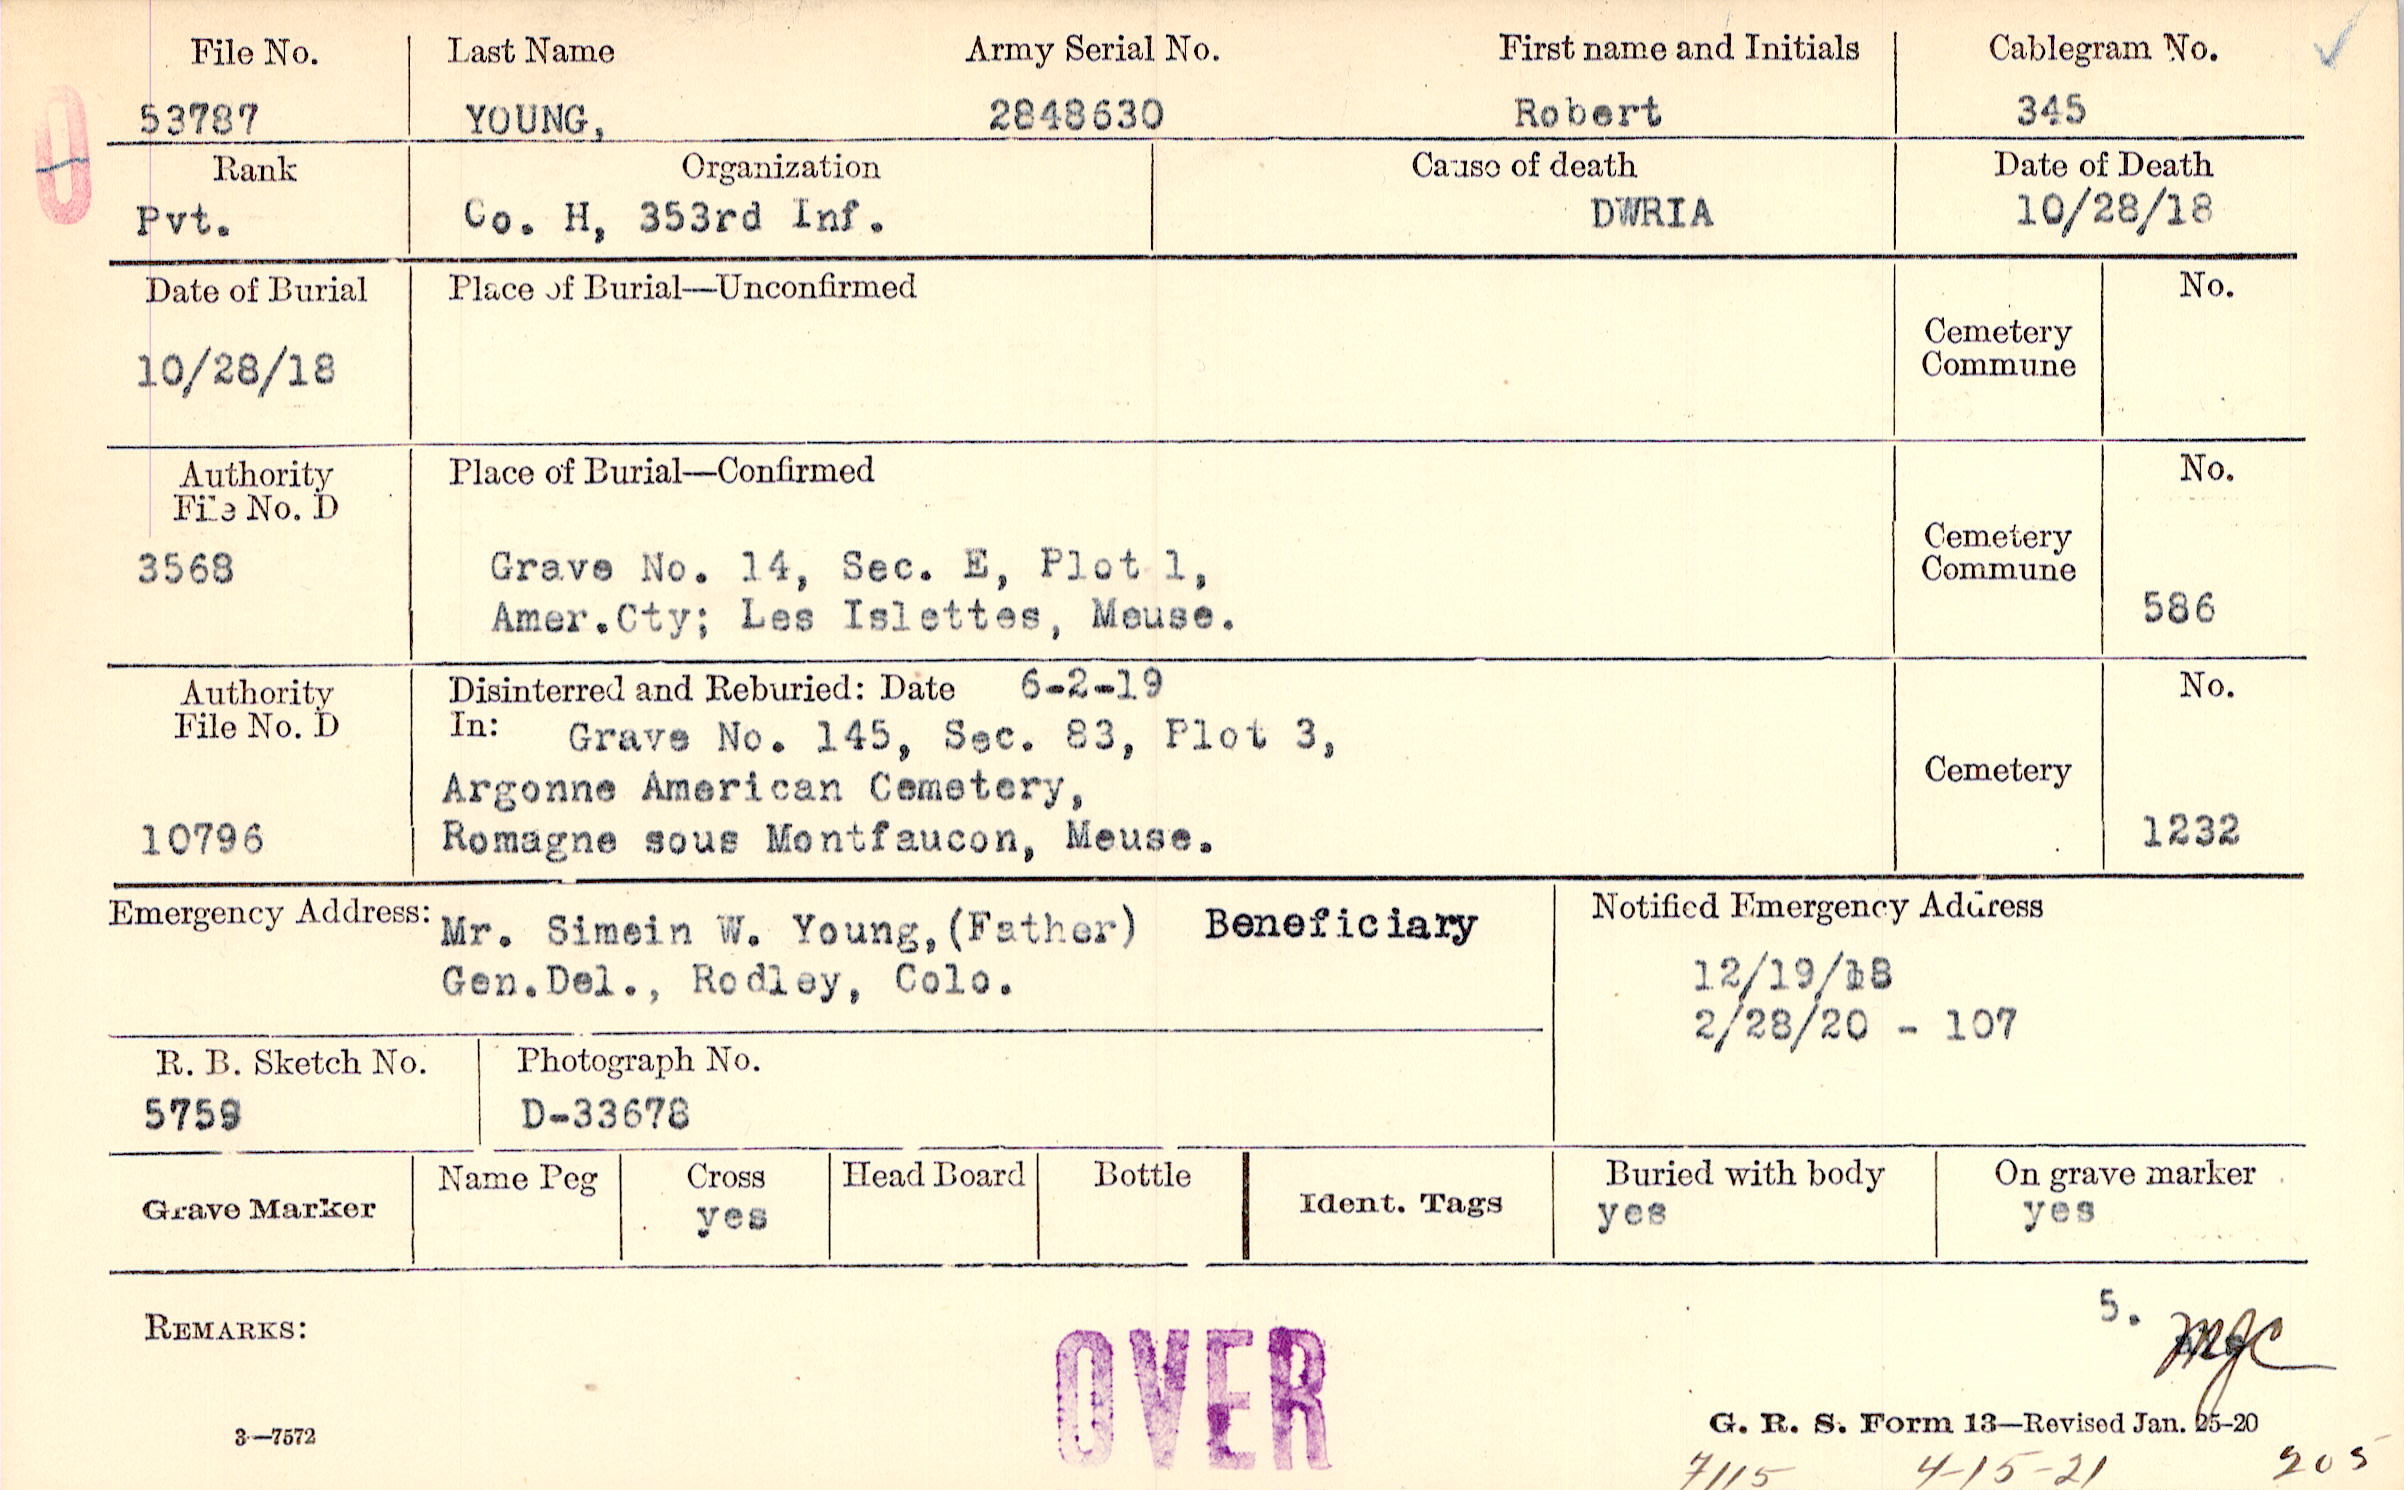 File No. Last Name Army Serial No. First name and Initials Cablegram No.
53787 YOUNG, 2848630 Robert 345
Rank Organization Cause of death Date of Death
Pvt. Co. H, 353rd Inf. DWRIA 10/28/18
Date of Burial Place of Burial—Unconfirmed No.
Cemetery
Commune
10/28/18
Authority Place of Burial—Confirmed No.
File No. D
Cemetery
Commune
3568 Grave No. 14, Sec. E, Plot 1,
Amer.Cty; Les Islettes, Meuse. 586
Authority Disinterred and Reburied: Date 6-2-19 No.
File No. D In: Grave No. 145, Sec. 83, Plot 3,
Argonne American Cemetery, Cemetery
10796 Romagne sous Montfaucon, Meuse. 1232
Emergency Address: Mr. Simein W. Young,(Father) Beneficiary Notified Emergency Address
Gen.Del., Rodley, Colo. 12/19/18
2/28/20 - 107
R. B. Sketch No. Photograph No.
5759 D-33678
Grave Marker Name Peg Cross Head Board Bottle Ident. Tags Buried with body On grave marker
yes yes yes
5.
REMARKS: OVER MJC
3—7572 G. R. S. Form 13—Revised Jan. 25-20
7115 4-15-21 205